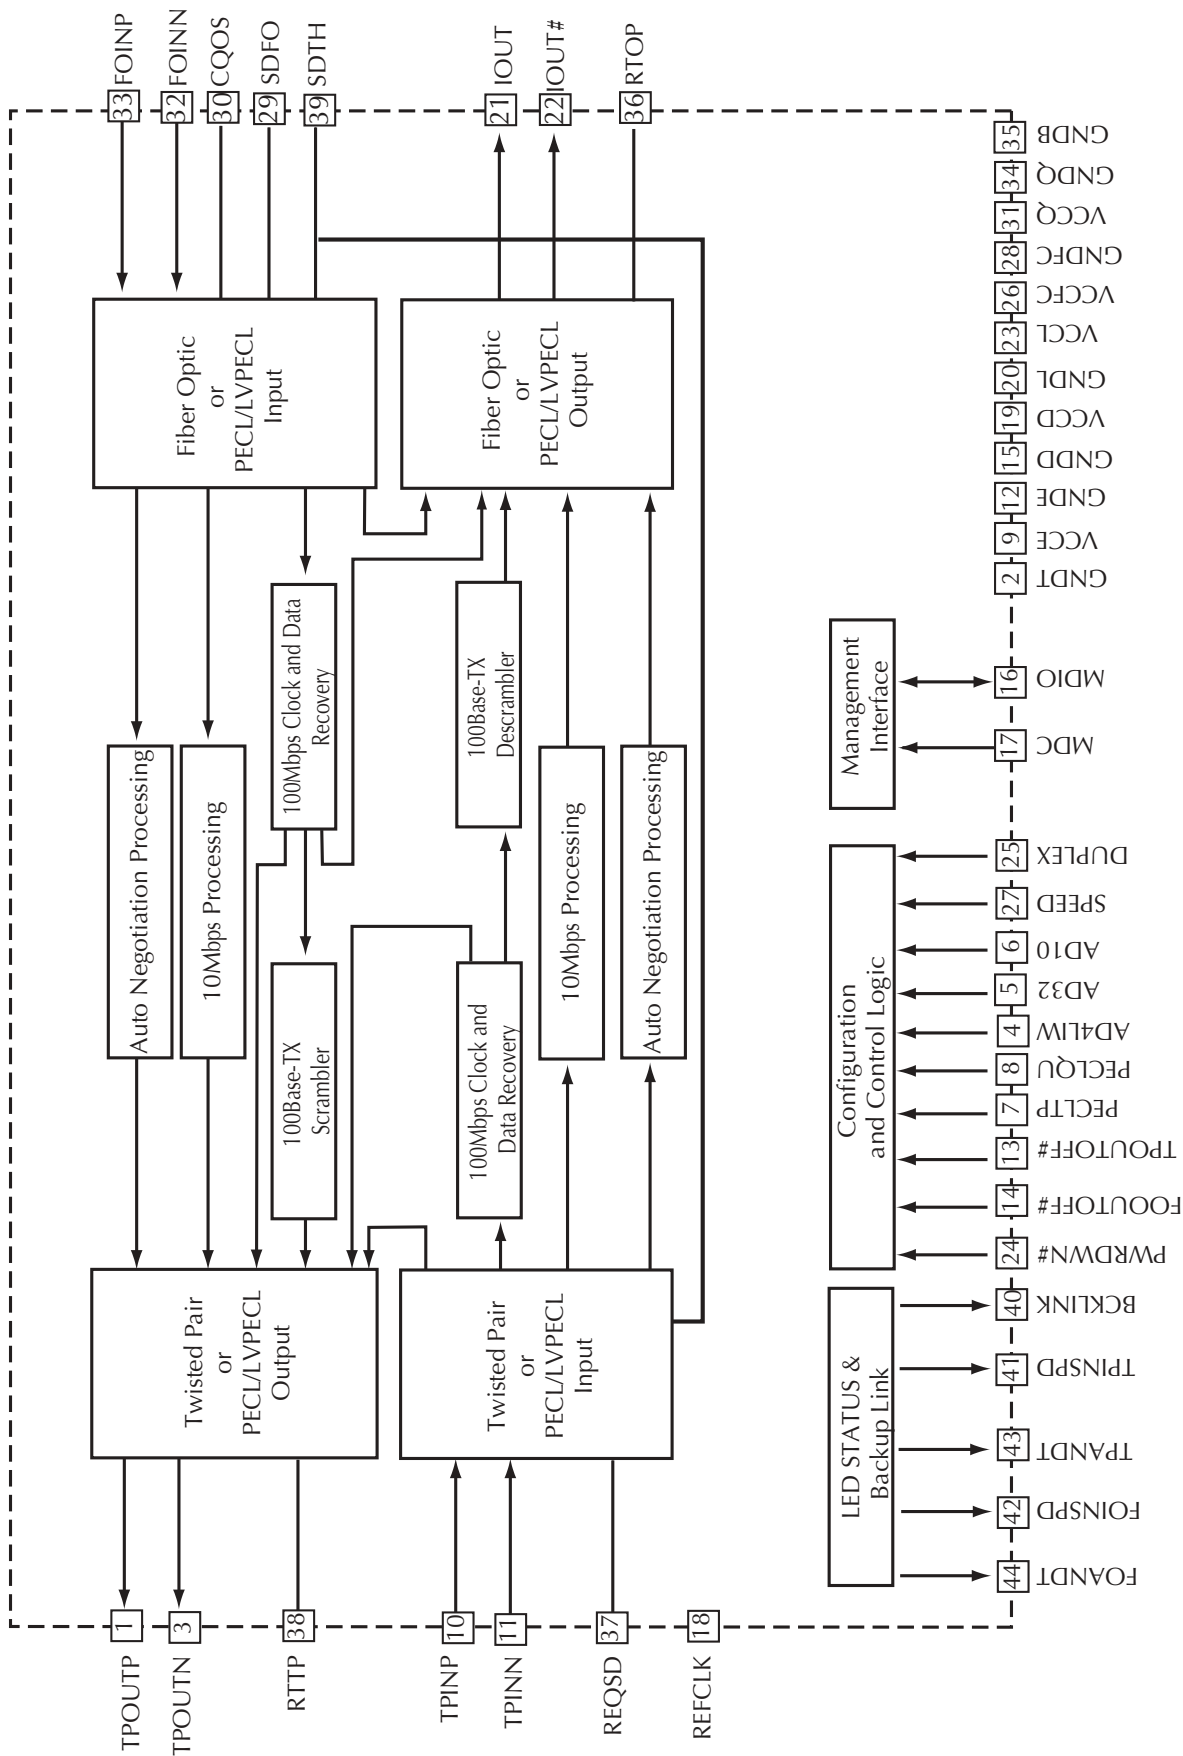 33 FOINP
32 FOINN
30 CQOS
29 SDFO
39 SDTH
21 IOUT
22 IOUT#
36 RTOP
Fiber Optic
or
PECL/LVPECL
Input
Fiber Optic
or
PECL/LVPECL
Output
Auto Negotiation Processing
10Mbps Processing
100Mbps Clock and Data
Recovery
100Base-TX
Scrambler
100Base-TX
Descrambler
100Mbps Clock and
Data Recovery
10Mbps Processing
Auto Negotiation Processing
Twisted Pair
or
PECL/LVPECL
Output
Twisted Pair
or
PECL/LVPECL
Input
TPOUTP 1
TPOUTN 3
RTTP 38
TPINP 10
TPINN 11
REQSD 37
REFCLK 18
LED STATUS &
Backup Link
Configuration
and Control Logic
Management
Interface
44 FOANDT
42 FOINSPD
43 TPANDT
41 TPINSPD
40 BCKLINK
24 PWRDWN#
14 FOOUTOFF#
13 TPOUTOFF#
7 PECLTP
8 PECLQU
4 AD4LIW
5 AD32
6 AD10
27 SPEED
25 DUPLEX
17 MDC
16 MDIO
2 GNDT
9 VCCE
12 GNDE
15 GNDD
19 VCCD
20 GNDL
23 VCCL
26 VCCFC
28 GNDFC
31 VCCQ
34 GNDQ
35 GNDB